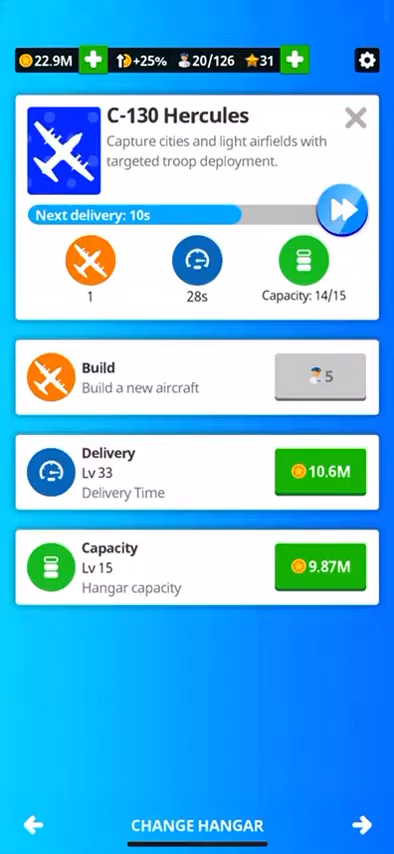 22.9M +25% 20/126 31
C-130 Hercules
Capture cities and light airfields with
targeted troop deployment.
Next delivery: 10s
1 28s Capacity: 14/15
Build
Build a new aircraft
5
Delivery
Lv 33
Delivery Time
10.6M
Capacity
Lv 15
Hangar capacity
9.87M
CHANGE HANGAR